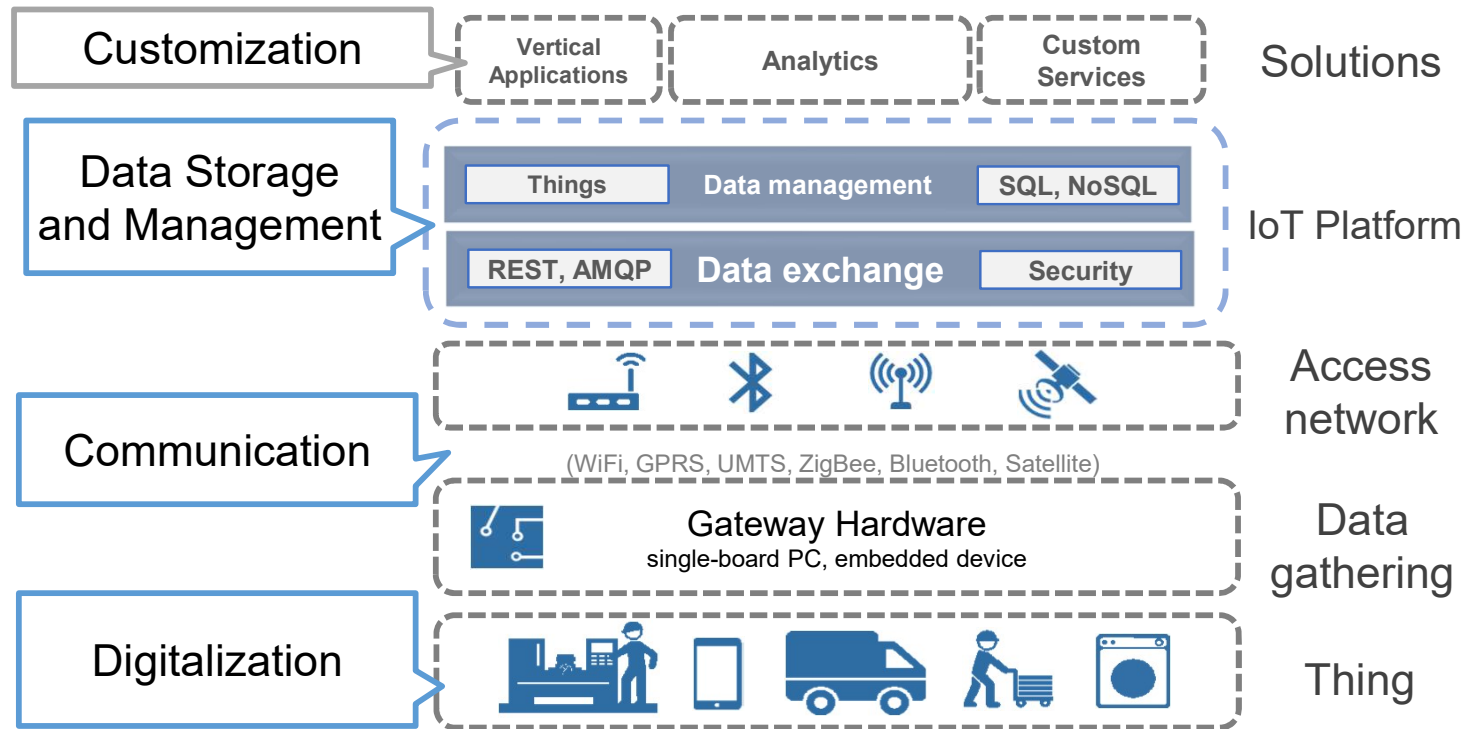 Customization
Vertical
Applications
Analytics
Custom
Services
Solutions
Data Storage
and Management
Things
Data management
SQL, NoSQL
REST, AMQP
Data exchange
Security
IoT Platform
Access
network
Communication
(WiFi, GPRS, UMTS, ZigBee, Bluetooth, Satellite)
Gateway Hardware
single-board PC, embedded device
Data
gathering
Digitalization
Thing